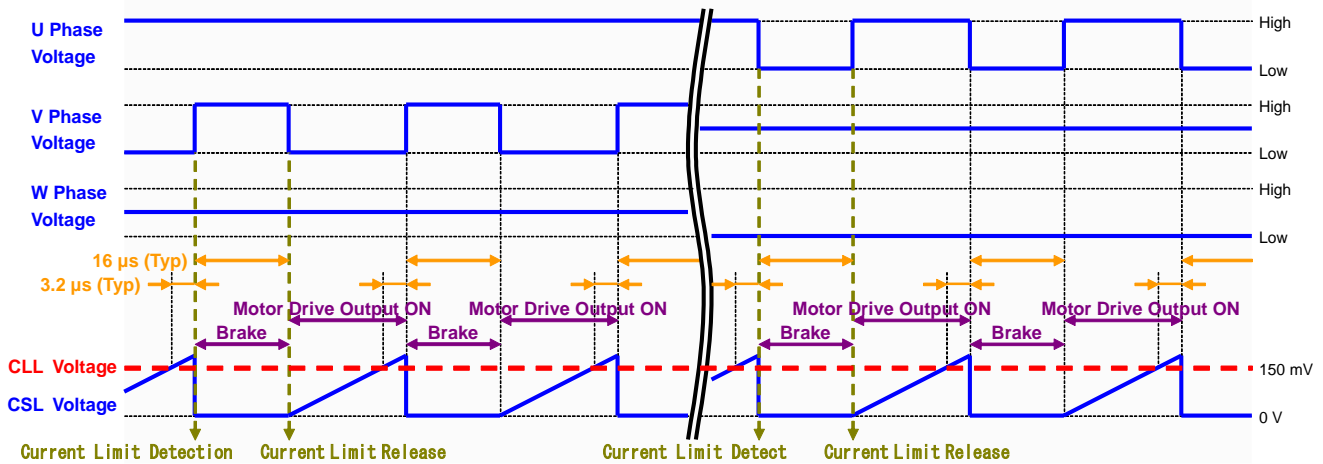 U Phase
Voltage
High
Low
V Phase
Voltage
High
Low
W Phase
Voltage
High
Low
16 µs (Typ)
3.2 µs (Typ)
Motor Drive Output ON
Motor Drive Output ON
Motor Drive Output ON
Motor Drive Output ON
Brake
Brake
Brake
Brake
CLL Voltage
150 mV
CSL Voltage
0 V
Current Limit Detection
Current Limit Release
Current Limit Detect
Current Limit Release